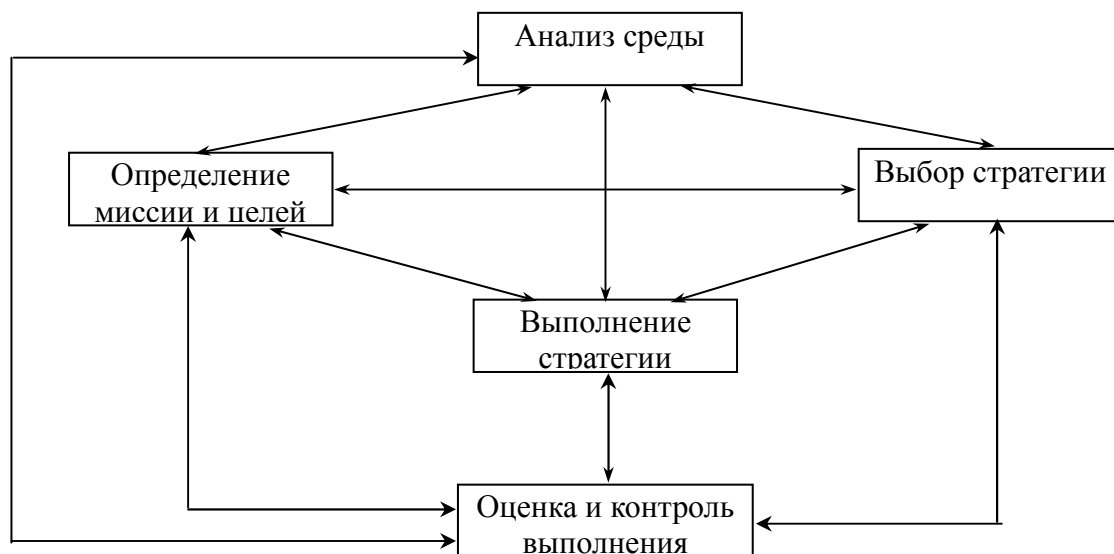 Анализ среды
Определение
миссии и целей
Выбор стратегии
Выполнение
стратегии
Оценка и контроль
выполнения